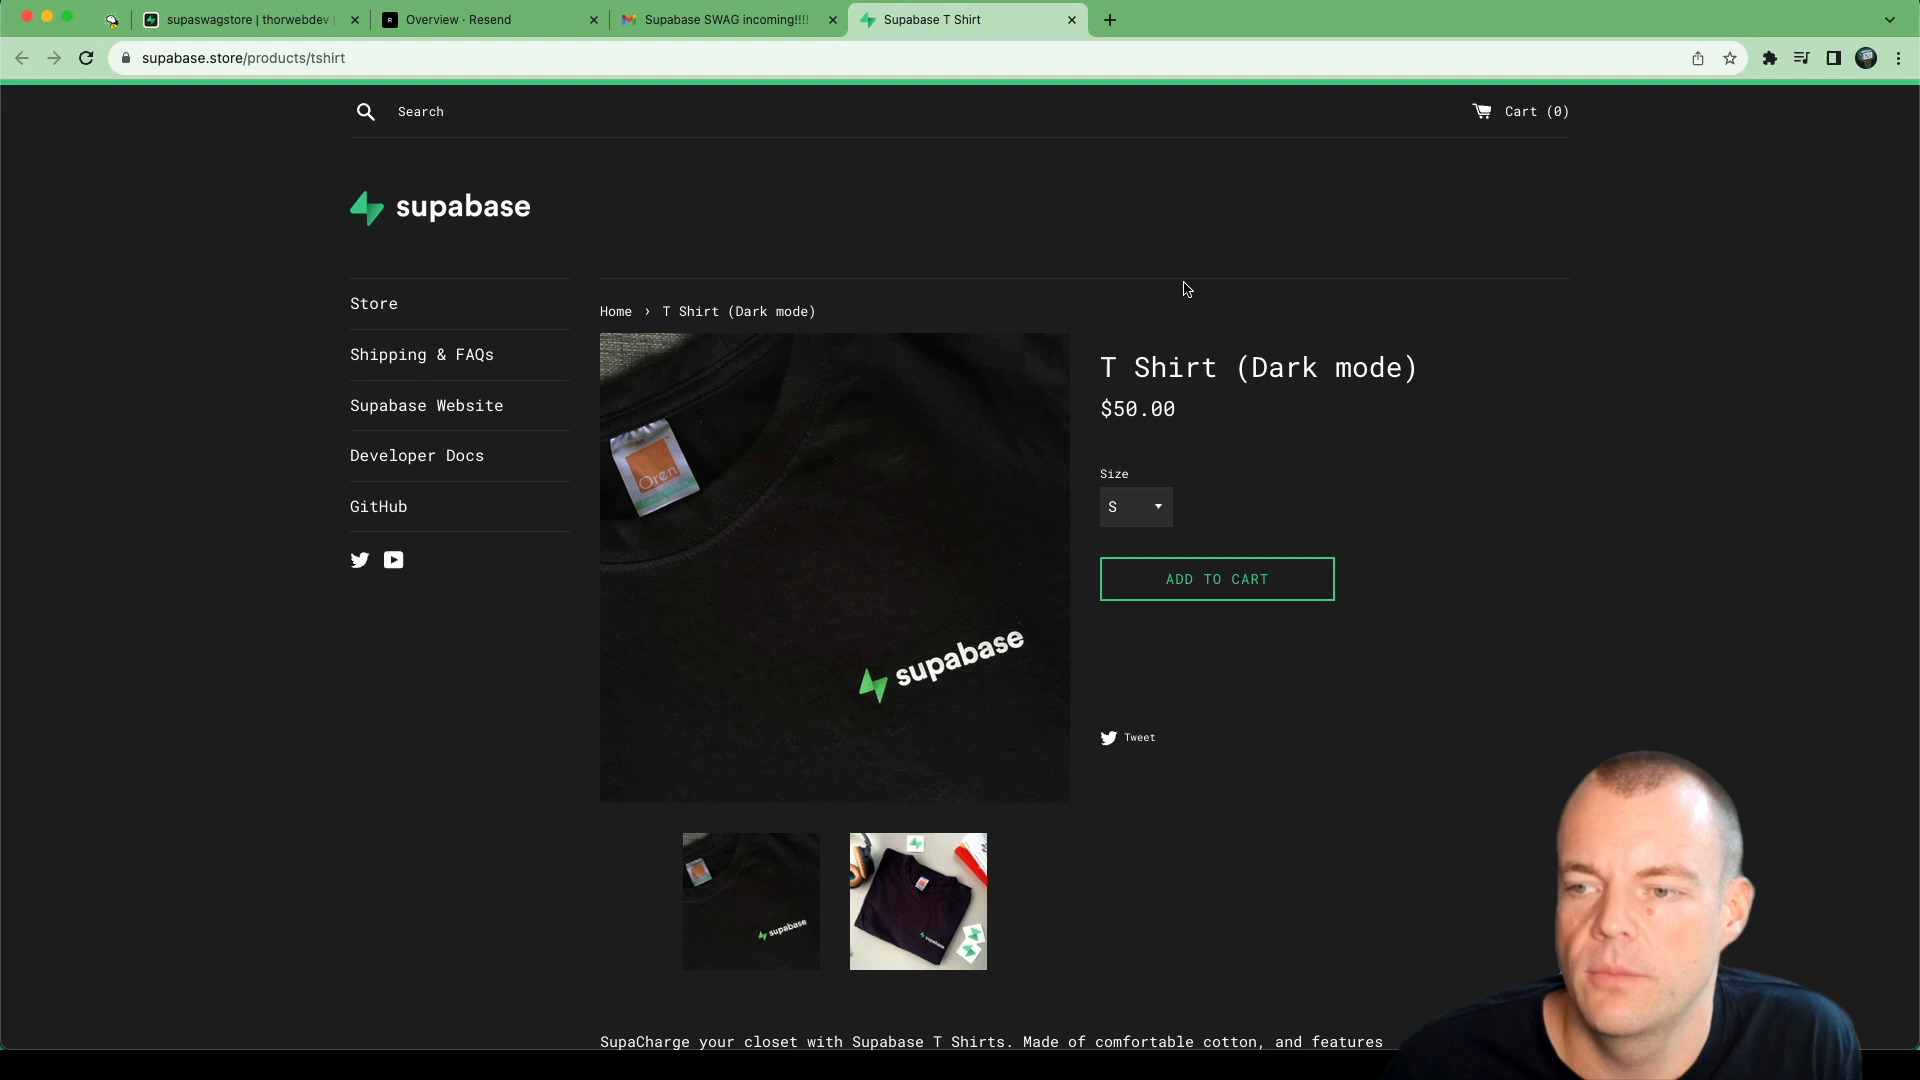 supaswagstore | thorwebdev |
Overview · Resend
Supabase SWAG incoming!!!!
Supabase T Shirt
supabase.store/products/tshirt
Search
Cart (0)
supabase
Store
Shipping & FAQs
Supabase Website
Developer Docs
GitHub
Home › T Shirt (Dark mode)
Oren
supabase
T Shirt (Dark mode)
$50.00
Size
S
ADD TO CART
Tweet
supabase
supabase
SupaCharge your closet with Supabase T Shirts. Made of comfortable cotton, and features